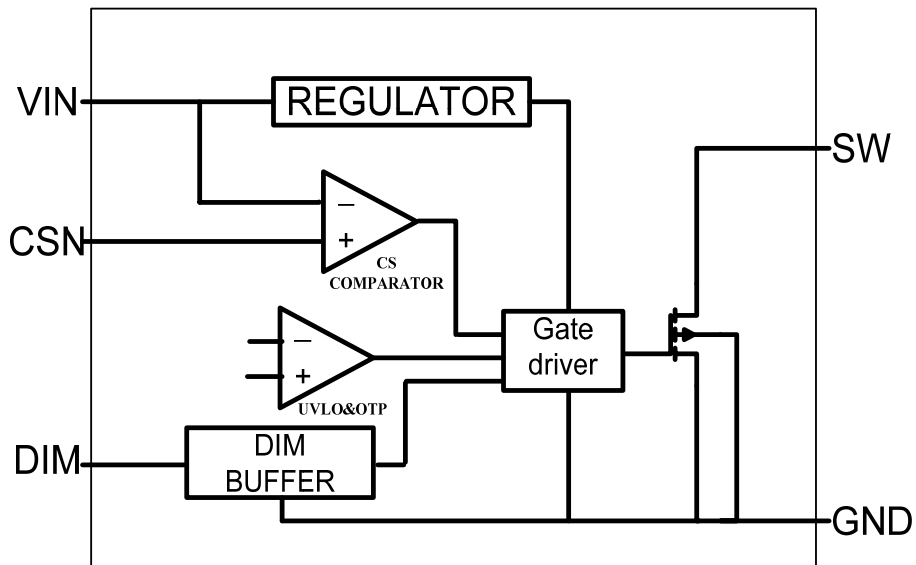 VIN
REGULATOR
SW
−
CSN
+
CS
COMPARATOR
Gate
driver
−
+
UVLO&OTP
DIM
DIM
BUFFER
GND